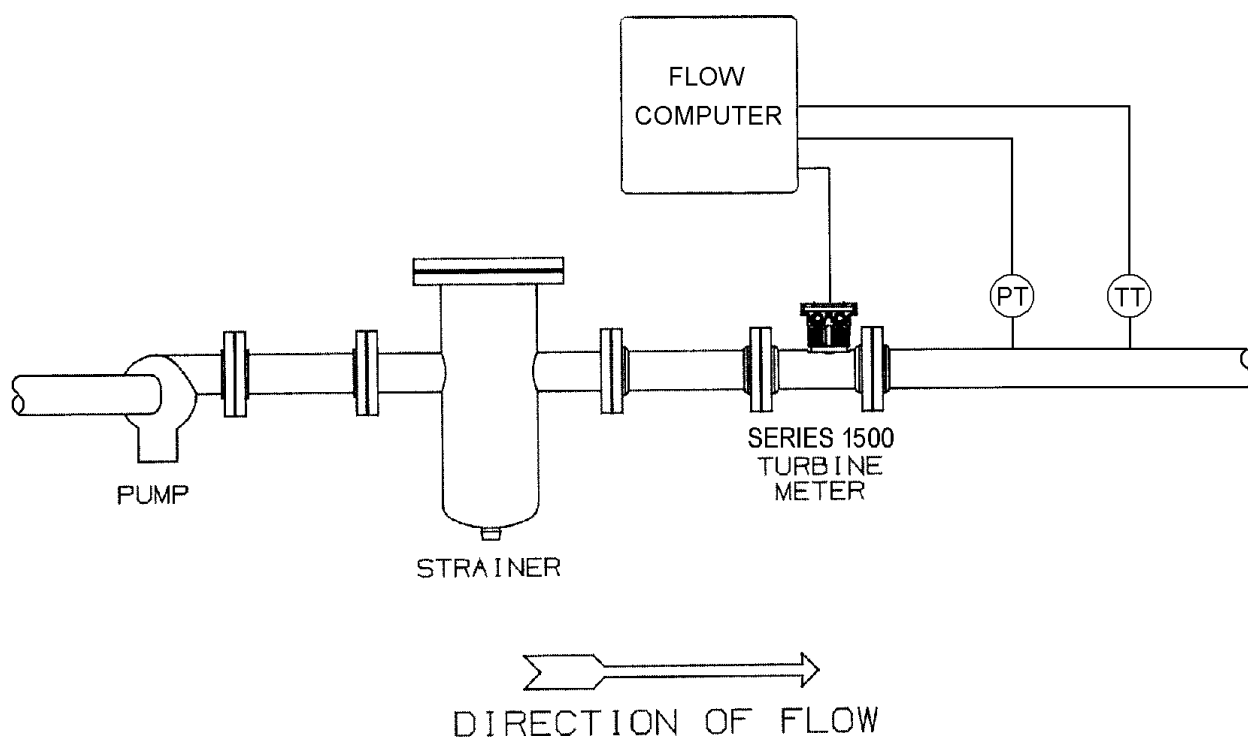 FLOW
COMPUTER
PT
TT
SERIES 1500
TURBINE
METER
PUMP
STRAINER
DIRECTION OF FLOW